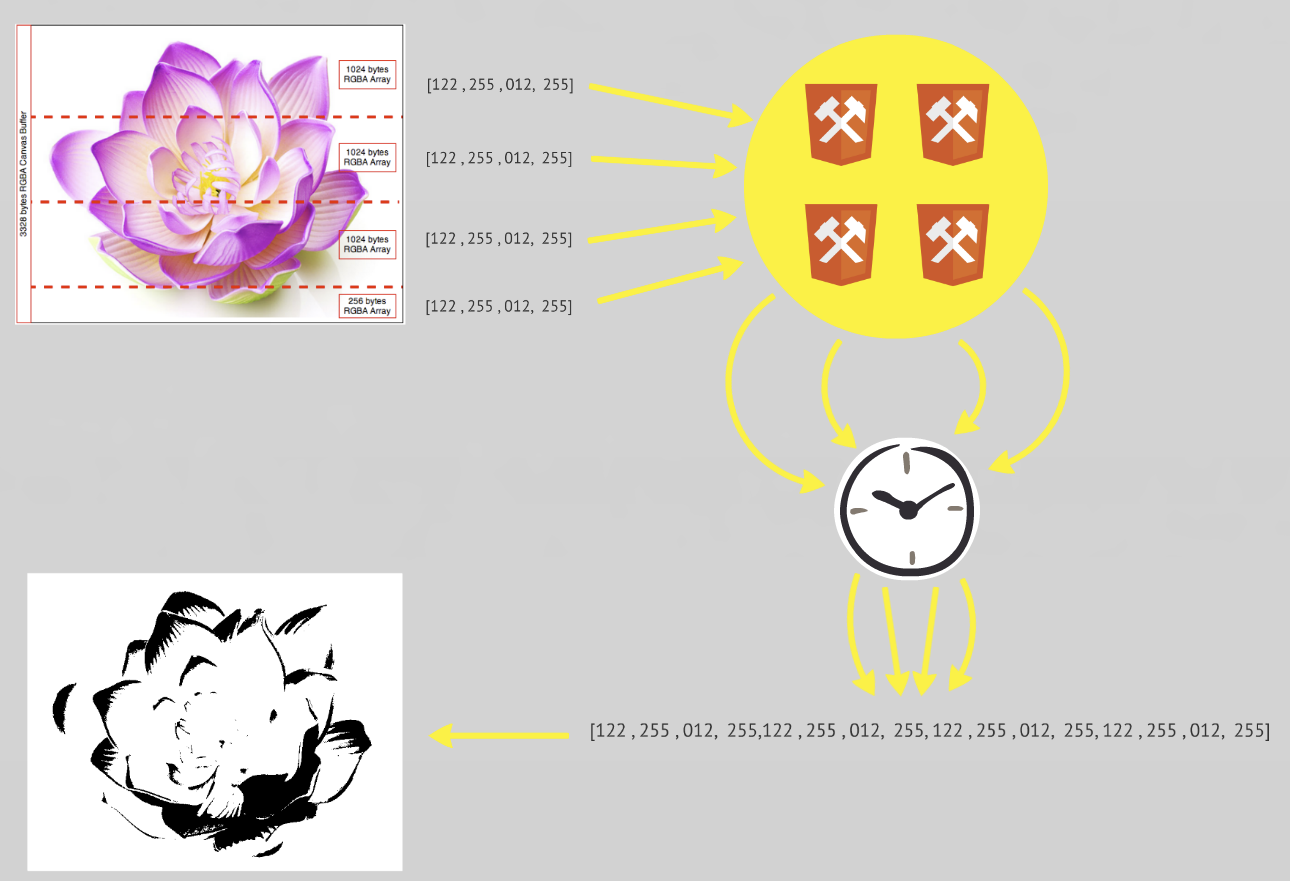 3328 bytes RGBA Canvas Buffer
1024 bytes
RGBA Array
1024 bytes
RGBA Array
1024 bytes
RGBA Array
256 bytes
RGBA Array
[122 , 255 , 012, 255]
[122 , 255 , 012, 255]
[122 , 255 , 012, 255]
[122 , 255 , 012, 255]
[122 , 255 , 012, 255,122 , 255 , 012, 255, 122 , 255 , 012, 255, 122 , 255 , 012, 255]